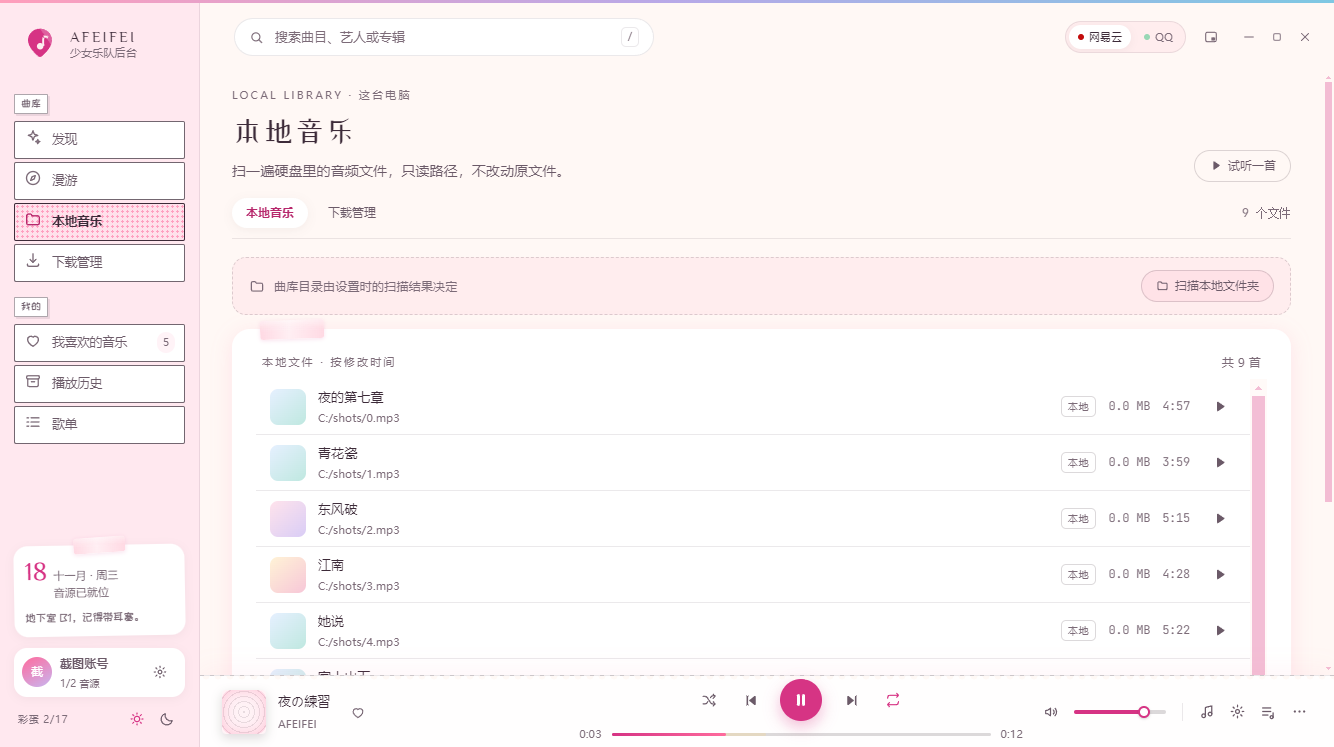 AFEIFEI
少女乐队后台
曲库
发现
漫游
本地音乐
下载管理
我的
我喜欢的音乐 5
播放历史
歌单
18 十一月 · 周三
音源已就位
地下室 B1，记得带耳塞。
截 截图账号
1/2 音源
彩蛋 2/17
搜索曲目、艺人或专辑 /
网易云 QQ
LOCAL LIBRARY · 这台电脑
本地音乐
扫一遍硬盘里的音频文件，只读路径，不改动原文件。
试听一首
本地音乐 下载管理 9 个文件
曲库目录由设置时的扫描结果决定 扫描本地文件夹
本地文件 · 按修改时间 共 9 首
夜的第七章
C:/shots/0.mp3
本地 0.0 MB 4:57
青花瓷
C:/shots/1.mp3
本地 0.0 MB 3:59
东风破
C:/shots/2.mp3
本地 0.0 MB 5:15
江南
C:/shots/3.mp3
本地 0.0 MB 4:28
她说
C:/shots/4.mp3
本地 0.0 MB 5:22
夜の練習
AFEIFEI
0:03 0:12